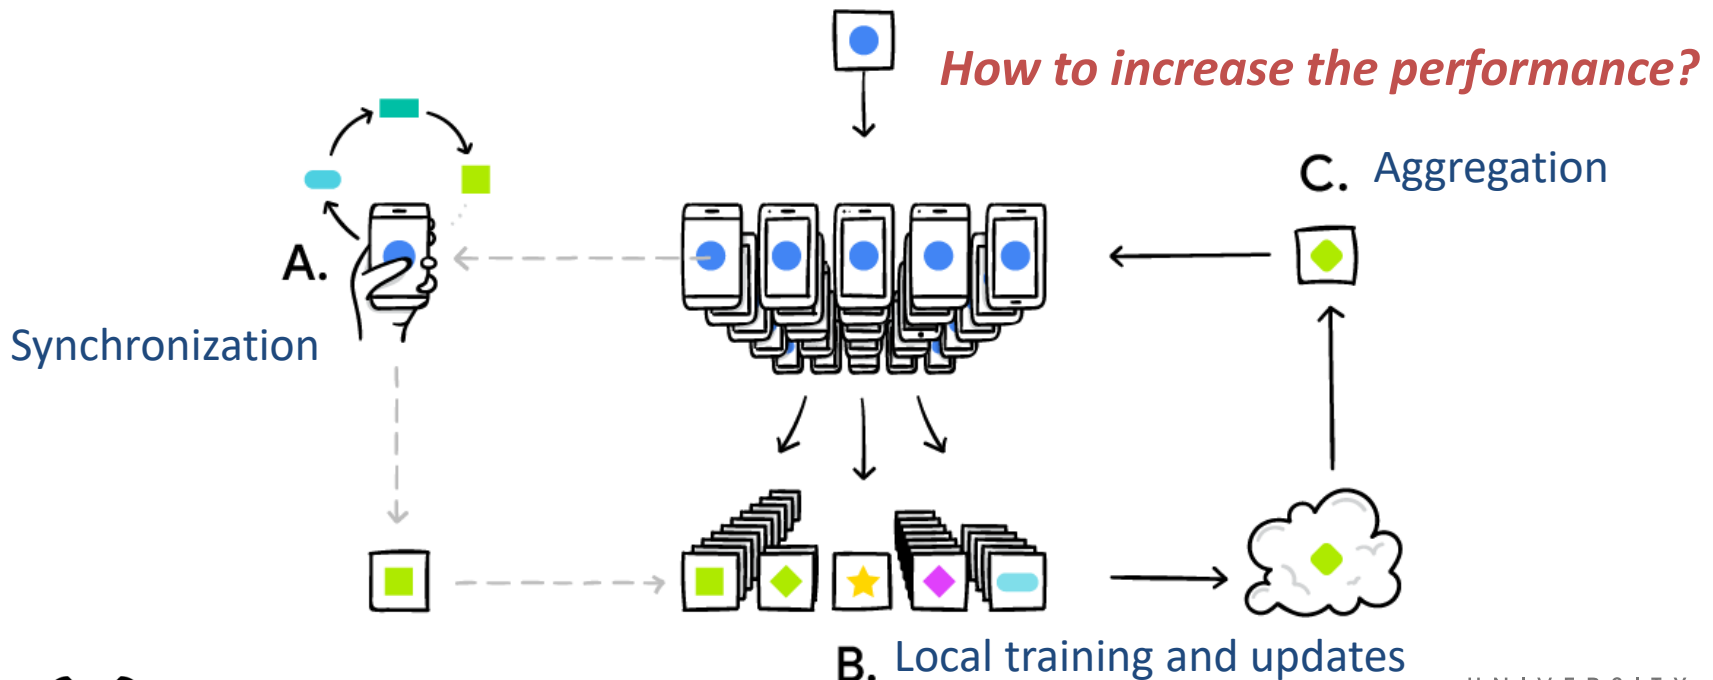 How to increase the performance?
C. Aggregation
A.
Synchronization
B. Local training and updates